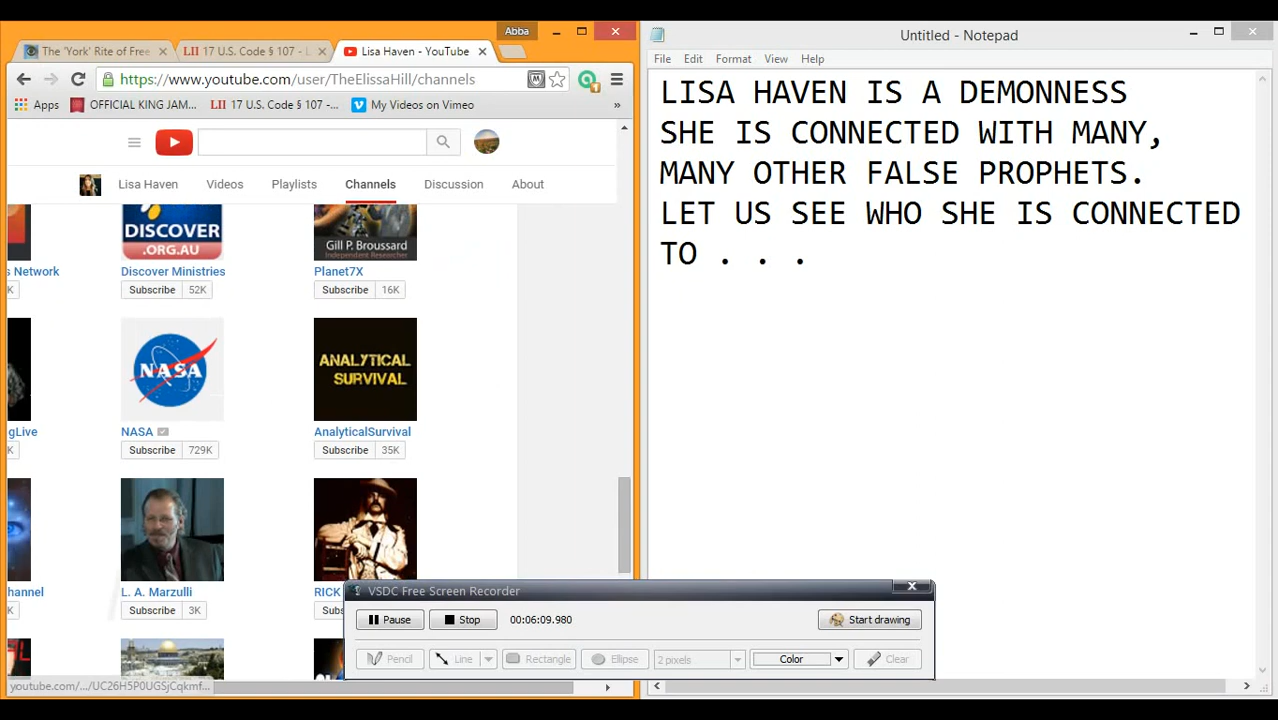 Abba
The 'York' Rite of Free
LII 17 U.S. Code § 107 - L
Lisa Haven - YouTube
https://www.youtube.com/user/TheElissaHill/channels
Apps
OFFICIAL KING JAM...
LII 17 U.S. Code § 107 -...
My Videos on Vimeo
»
Lisa Haven
Videos
Playlists
Channels
Discussion
About
DISCOVER
.ORG.AU
Gill P. Broussard
Independent Researcher
s Network
Discover Ministries
Planet7X
K
Subscribe 52K
Subscribe 16K
NASA
ANALYTICAL
SURVIVAL
gLive
NASA
AnalyticalSurvival
K
Subscribe 729K
Subscribe 35K
hannel
L. A. Marzulli
RICK
K
Subscribe 3K
youtube.com/.../UC26H5P0UGSjCqkmf...
Untitled - Notepad
File Edit Format View Help
LISA HAVEN IS A DEMONNESS
SHE IS CONNECTED WITH MANY,
MANY OTHER FALSE PROPHETS.
LET US SEE WHO SHE IS CONNECTED
TO . . .
VSDC Free Screen Recorder
Pause
Stop
00:06:09.980
Start drawing
Pencil
Line
Rectangle
Ellipse
2 pixels
Color
Clear